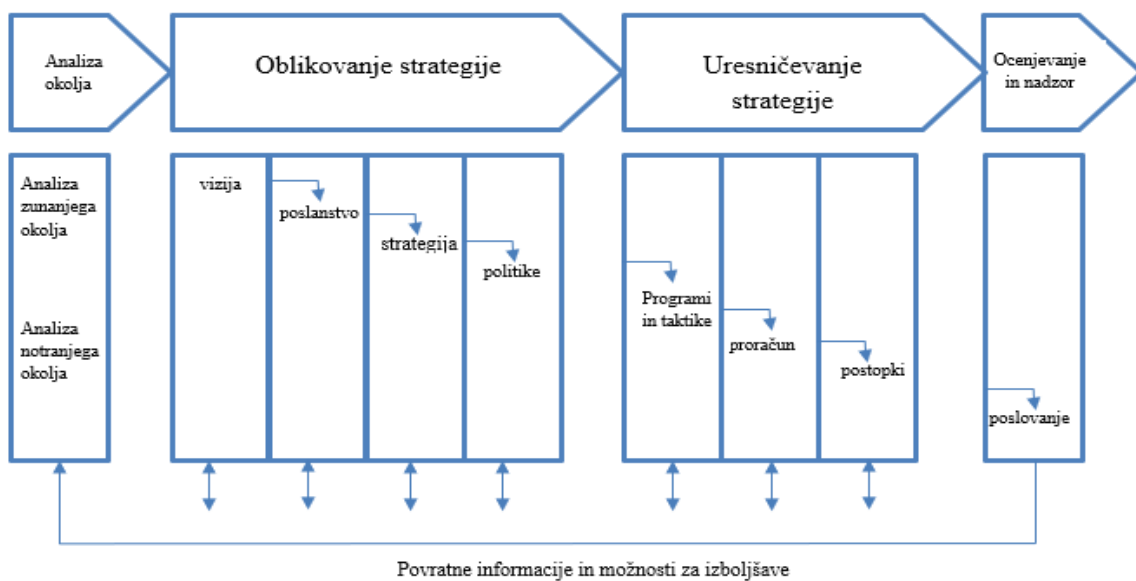 Analiza
okolja
Oblikovanje strategije
Uresničevanje
strategije
Ocenjevanje
in nadzor
Analiza
zunanjega
okolja
Analiza
notranjega
okolja
vizija
poslanstvo
strategija
politike
Programi
in taktike
proračun
postopki
poslovanje
Povratne informacije in možnosti za izboljšave